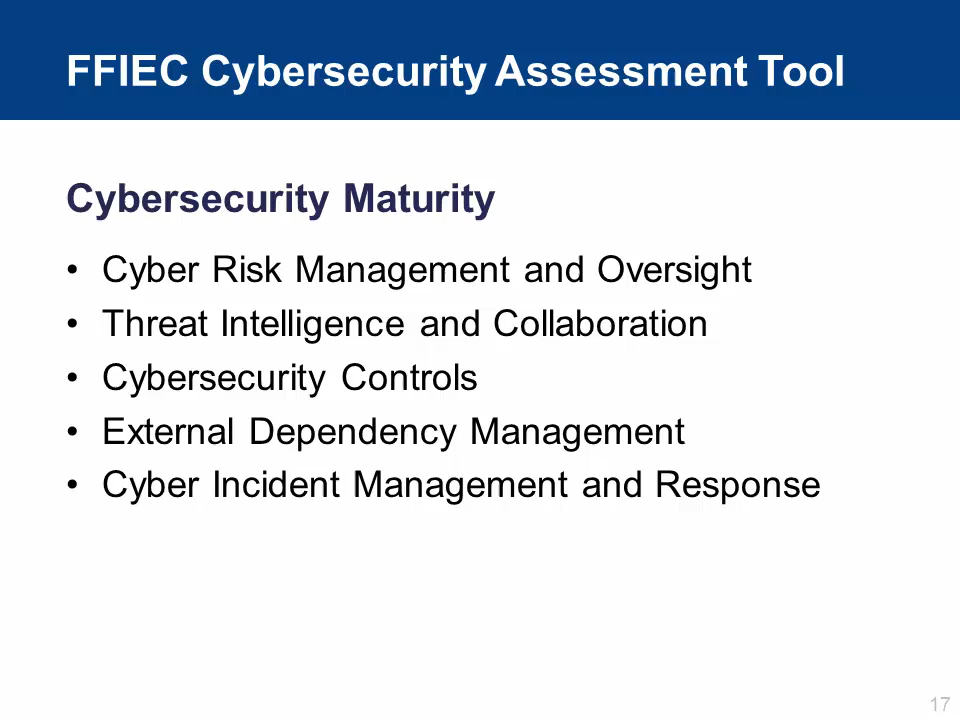 FFIEC Cybersecurity Assessment Tool
Cybersecurity Maturity
• Cyber Risk Management and Oversight
• Threat Intelligence and Collaboration
• Cybersecurity Controls
• External Dependency Management
• Cyber Incident Management and Response
17